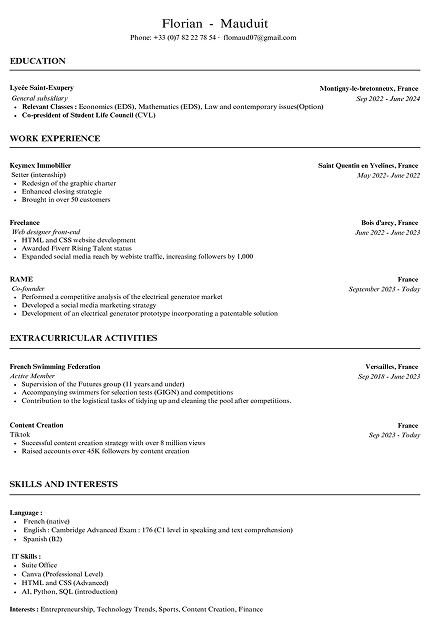 Florian - Mauduit
Phone: +33 (0)7 82 22 78 54 · flomaud07@gmail.com
EDUCATION
Lycée Saint-Exupery Montigny-le-bretonneux, France
General subsidiary Sep 2022 - June 2024
• Relevant Classes : Economics (EDS), Mathematics (EDS), Law and contemporary issues(Option)
• Co-president of Student Life Council (CVL)
WORK EXPERIENCE
Keymex Immobilier Saint Quentin en Yvelines, France
Setter (internship) May 2022- June 2022
• Redesign of the graphic charter
• Enhanced closing strategie
• Brought in over 50 customers
Freelance Bois d'arcy, France
Web designer front-end June 2022 - June 2023
• HTML and CSS website development
• Awarded Fiverr Rising Talent status
• Expanded social media reach by webiste traffic, increasing followers by 1,000
RAME France
Co-founder September 2023 - Today
• Performed a competitive analysis of the electrical generator market
• Developed a social media marketing strategy
• Development of an electrical generator prototype incorporating a patentable solution
EXTRACURRICULAR ACTIVITIES
French Swimming Federation Versailles, France
Active Member Sep 2018 - June 2023
• Supervision of the Futures group (11 years and under)
• Accompanying swimmers for selection tests (GIGN) and competitions
• Contribution to the logistical tasks of tidying up and cleaning the pool after competitions.
Content Creation France
Tiktok Sep 2023 - Today
• Successful content creation strategy with over 8 million views
• Raised accounts over 45K followers by content creation
SKILLS AND INTERESTS
Language :
• French (native)
• English : Cambridge Advanced Exam : 176 (C1 level in speaking and text comprehension)
• Spanish (B2)
IT Skills :
• Suite Office
• Canva (Professional Level)
• HTML and CSS (Advanced)
• AI, Python, SQL (introduction)
Interests : Entrepreneurship, Technology Trends, Sports, Content Creation, Finance